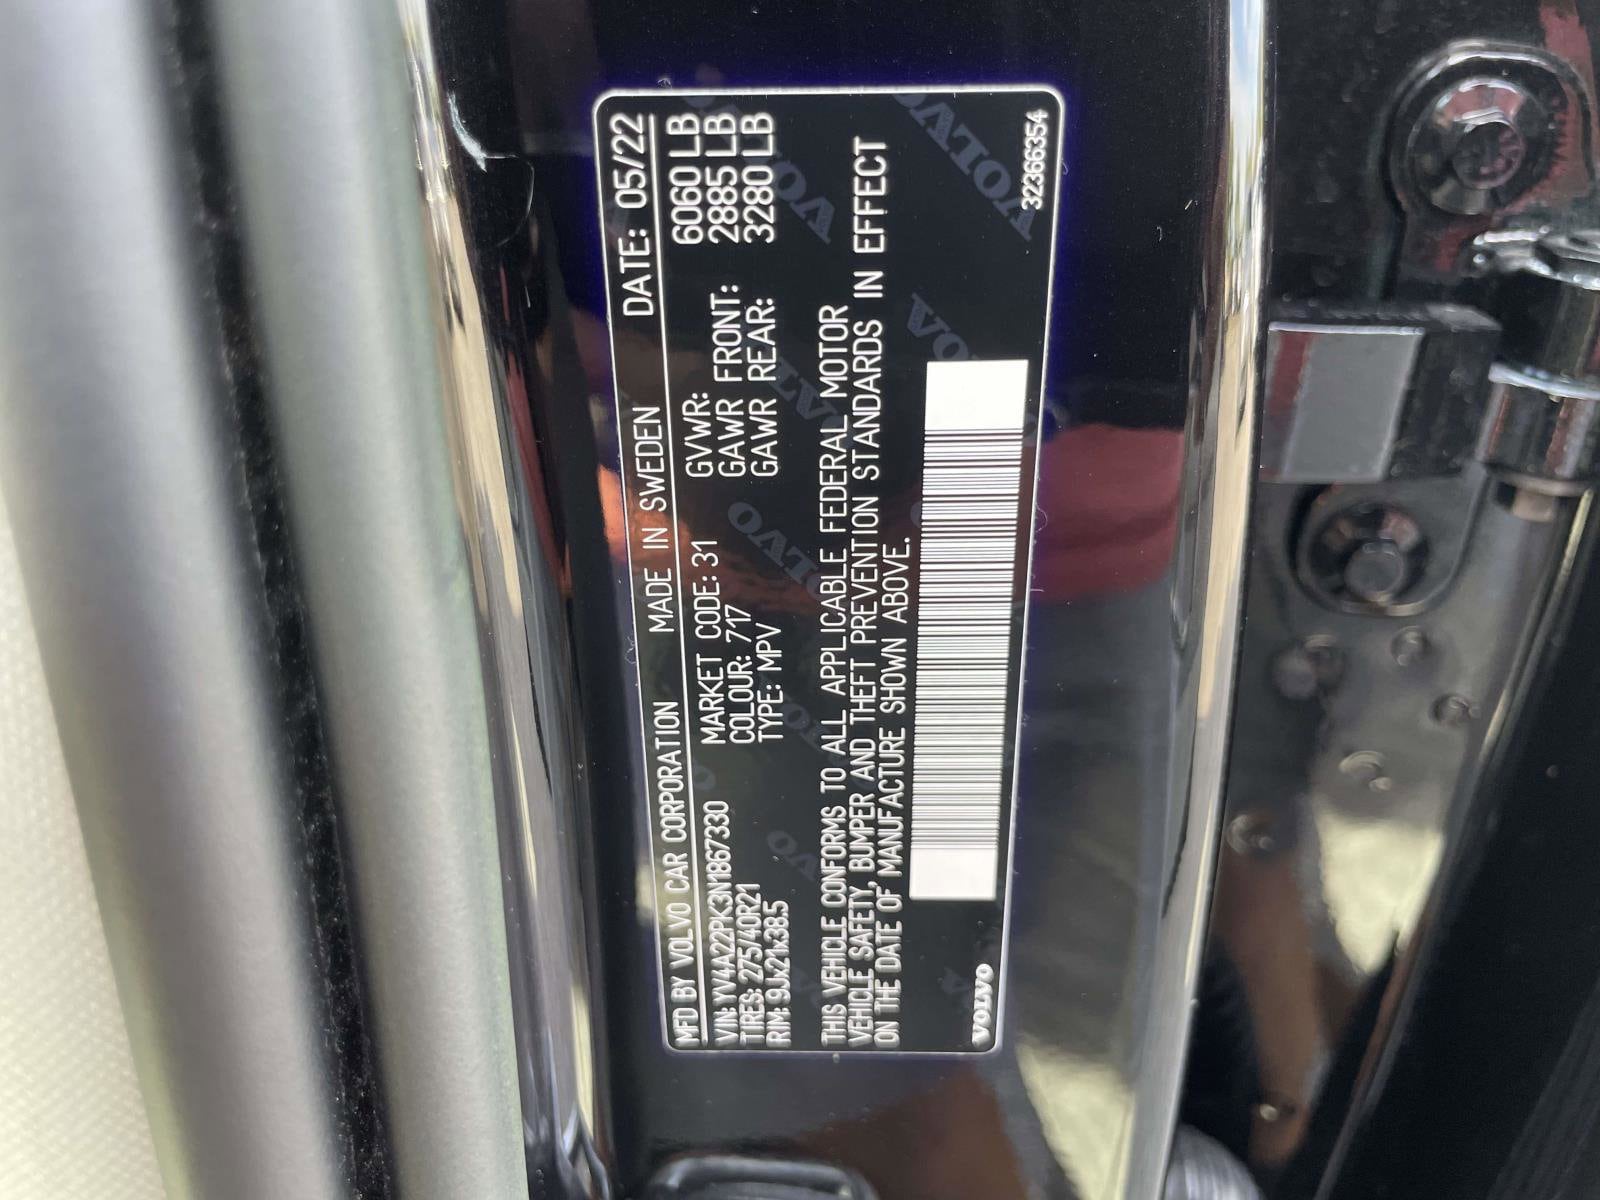 MFD BY VOLVO CAR CORPORATION MADE IN SWEDEN DATE: 05/22
VIN: YV4A22PK3N1867330 MARKET CODE: 31 GVWR: 6060 LB
TIRES: 275/40R21 COLOUR: 717 GAWR FRONT: 2885 LB
RIM: 9Jx21x38.5 TYPE: MPV GAWR REAR: 3280 LB
THIS VEHICLE CONFORMS TO ALL APPLICABLE FEDERAL MOTOR
VEHICLE SAFETY, BUMPER AND THEFT PREVENTION STANDARDS IN EFFECT
ON THE DATE OF MANUFACTURE SHOWN ABOVE.
VOLVO 32366354